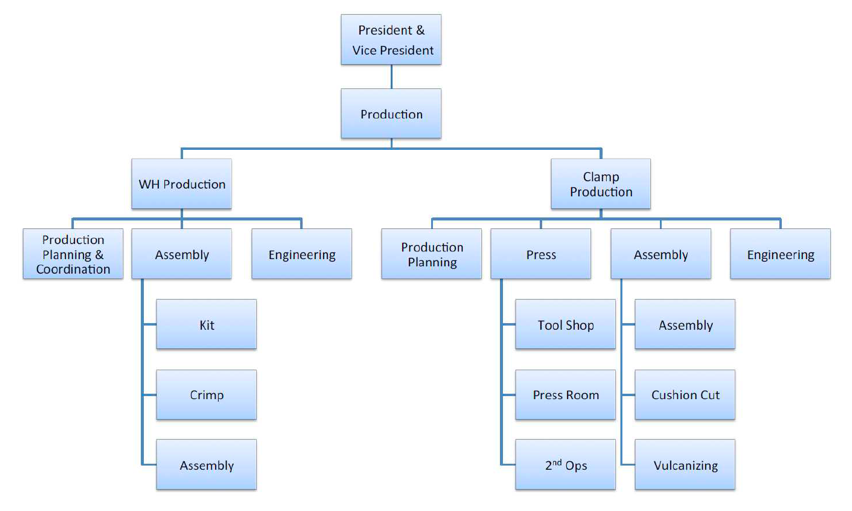 President &
Vice President
Production
WH Production
Clamp
Production
Production
Planning &
Coordination
Assembly
Engineering
Production
Planning
Press
Assembly
Engineering
Kit
Tool Shop
Assembly
Crimp
Press Room
Cushion Cut
Assembly
2nd Ops
Vulcanizing